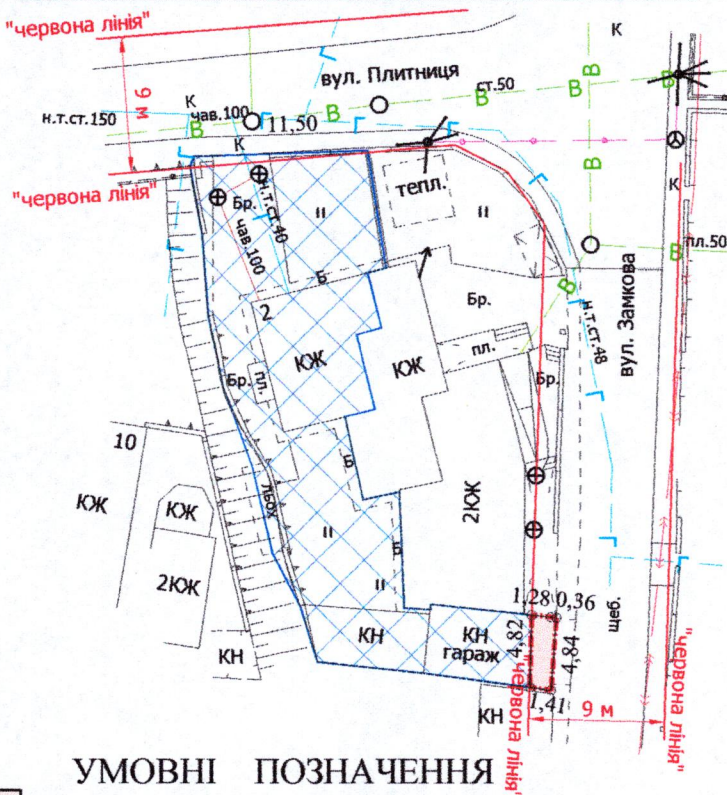 "червона лінія"
К
вул. Плитниця
ст.50
В
В
9 м
К
чав.100
н.т.ст.150
В
11,50
Г
В
В
К
"червона лінія"
тепл.
Бр.
н.т.ст.40
чав.100
II
II
К
пл.50
В
Б
2
Бр.
В
н.т.ст.48
вул. Замкова
КЖ
КЖ
пл.
Бр.
Бр.
пл.
10
КЖ
КЖ
льох
Б
2КЖ
II
Б
2КЖ
II
щеб.
Г
1,28 0,36
КН
КН
КН
гараж
4,82
4,84
1,41
9 м
КН
"червона лінія"
"червона лінія"
УМОВНІ ПОЗНАЧЕННЯ